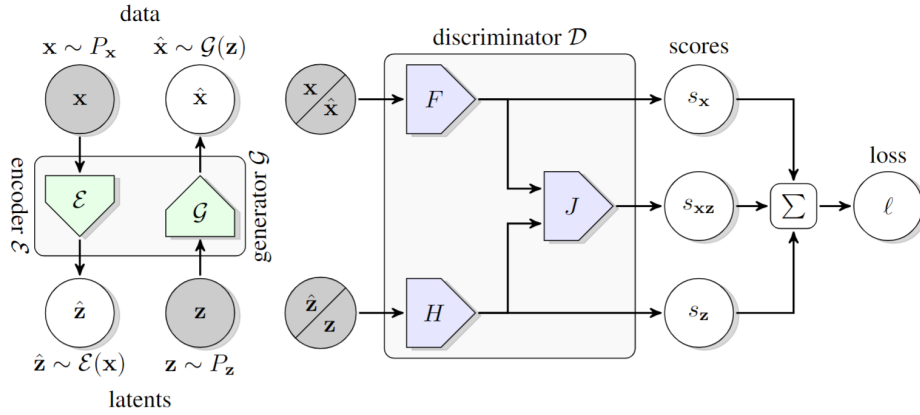 data
x ∼ P_x
x̂ ∼ G(z)
x
x̂
encoder E
E
G
generator G
ẑ
z
ẑ ∼ E(x)
z ∼ P_z
latents
discriminator D
x
x̂
F
J
ẑ
z
H
scores
s_x
s_xz
s_z
∑
loss
ℓ